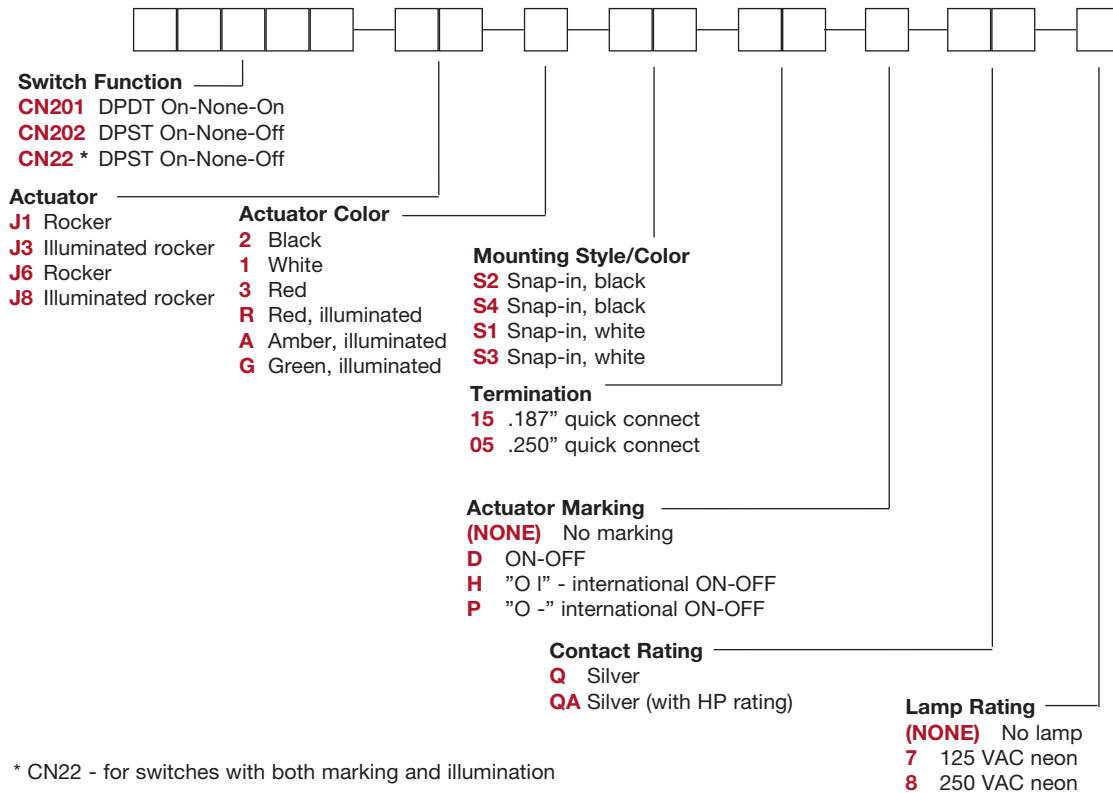 Switch Function
CN201 DPDT On-None-On
CN202 DPST On-None-Off
CN22 * DPST On-None-Off
Actuator
J1 Rocker
J3 Illuminated rocker
J6 Rocker
J8 Illuminated rocker
Actuator Color
2 Black
1 White
3 Red
R Red, illuminated
A Amber, illuminated
G Green, illuminated
Mounting Style/Color
S2 Snap-in, black
S4 Snap-in, black
S1 Snap-in, white
S3 Snap-in, white
Termination
15 .187” quick connect
05 .250” quick connect
Actuator Marking
(NONE) No marking
D ON-OFF
H ”O I” - international ON-OFF
P ”O -” international ON-OFF
Contact Rating
Q Silver
QA Silver (with HP rating)
Lamp Rating
(NONE) No lamp
7 125 VAC neon
8 250 VAC neon
* CN22 - for switches with both marking and illumination